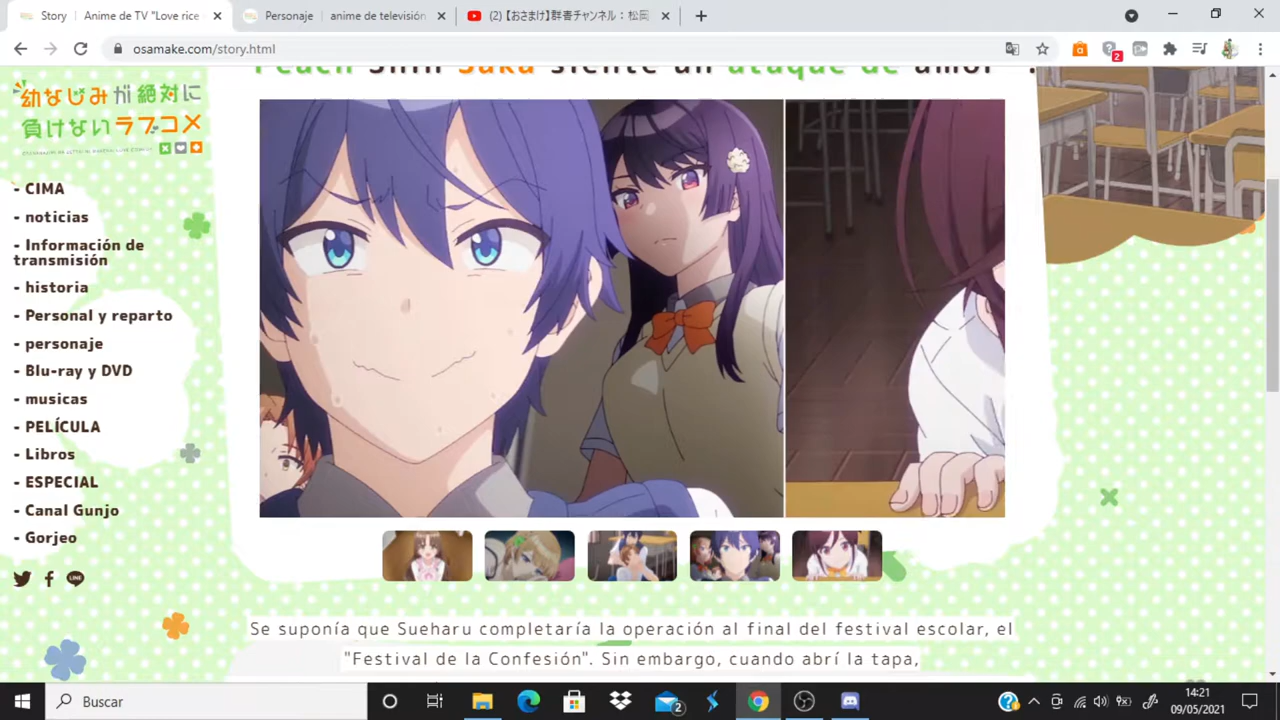 Story    Anime de TV "Love rice
Personaje    anime de televisión
(2)【おさまけ】群青チャンネル：松岡
osamake.com/story.html
2
siente un ataque de amor
幼なじみが絶対に
負けないラブコメ
- CIMA
- noticias
- Información de
transmisión
- historia
- Personal y reparto
- personaje
- Blu-ray y DVD
- musicas
- PELÍCULA
- Libros
- ESPECIAL
- Canal Gunjo
- Gorjeo
LINE
Se suponía que Sueharu completaría la operación al final del festival escolar, el
"Festival de la Confesión". Sin embargo, cuando abrí la tapa,
Buscar
2
14:21
09/05/2021